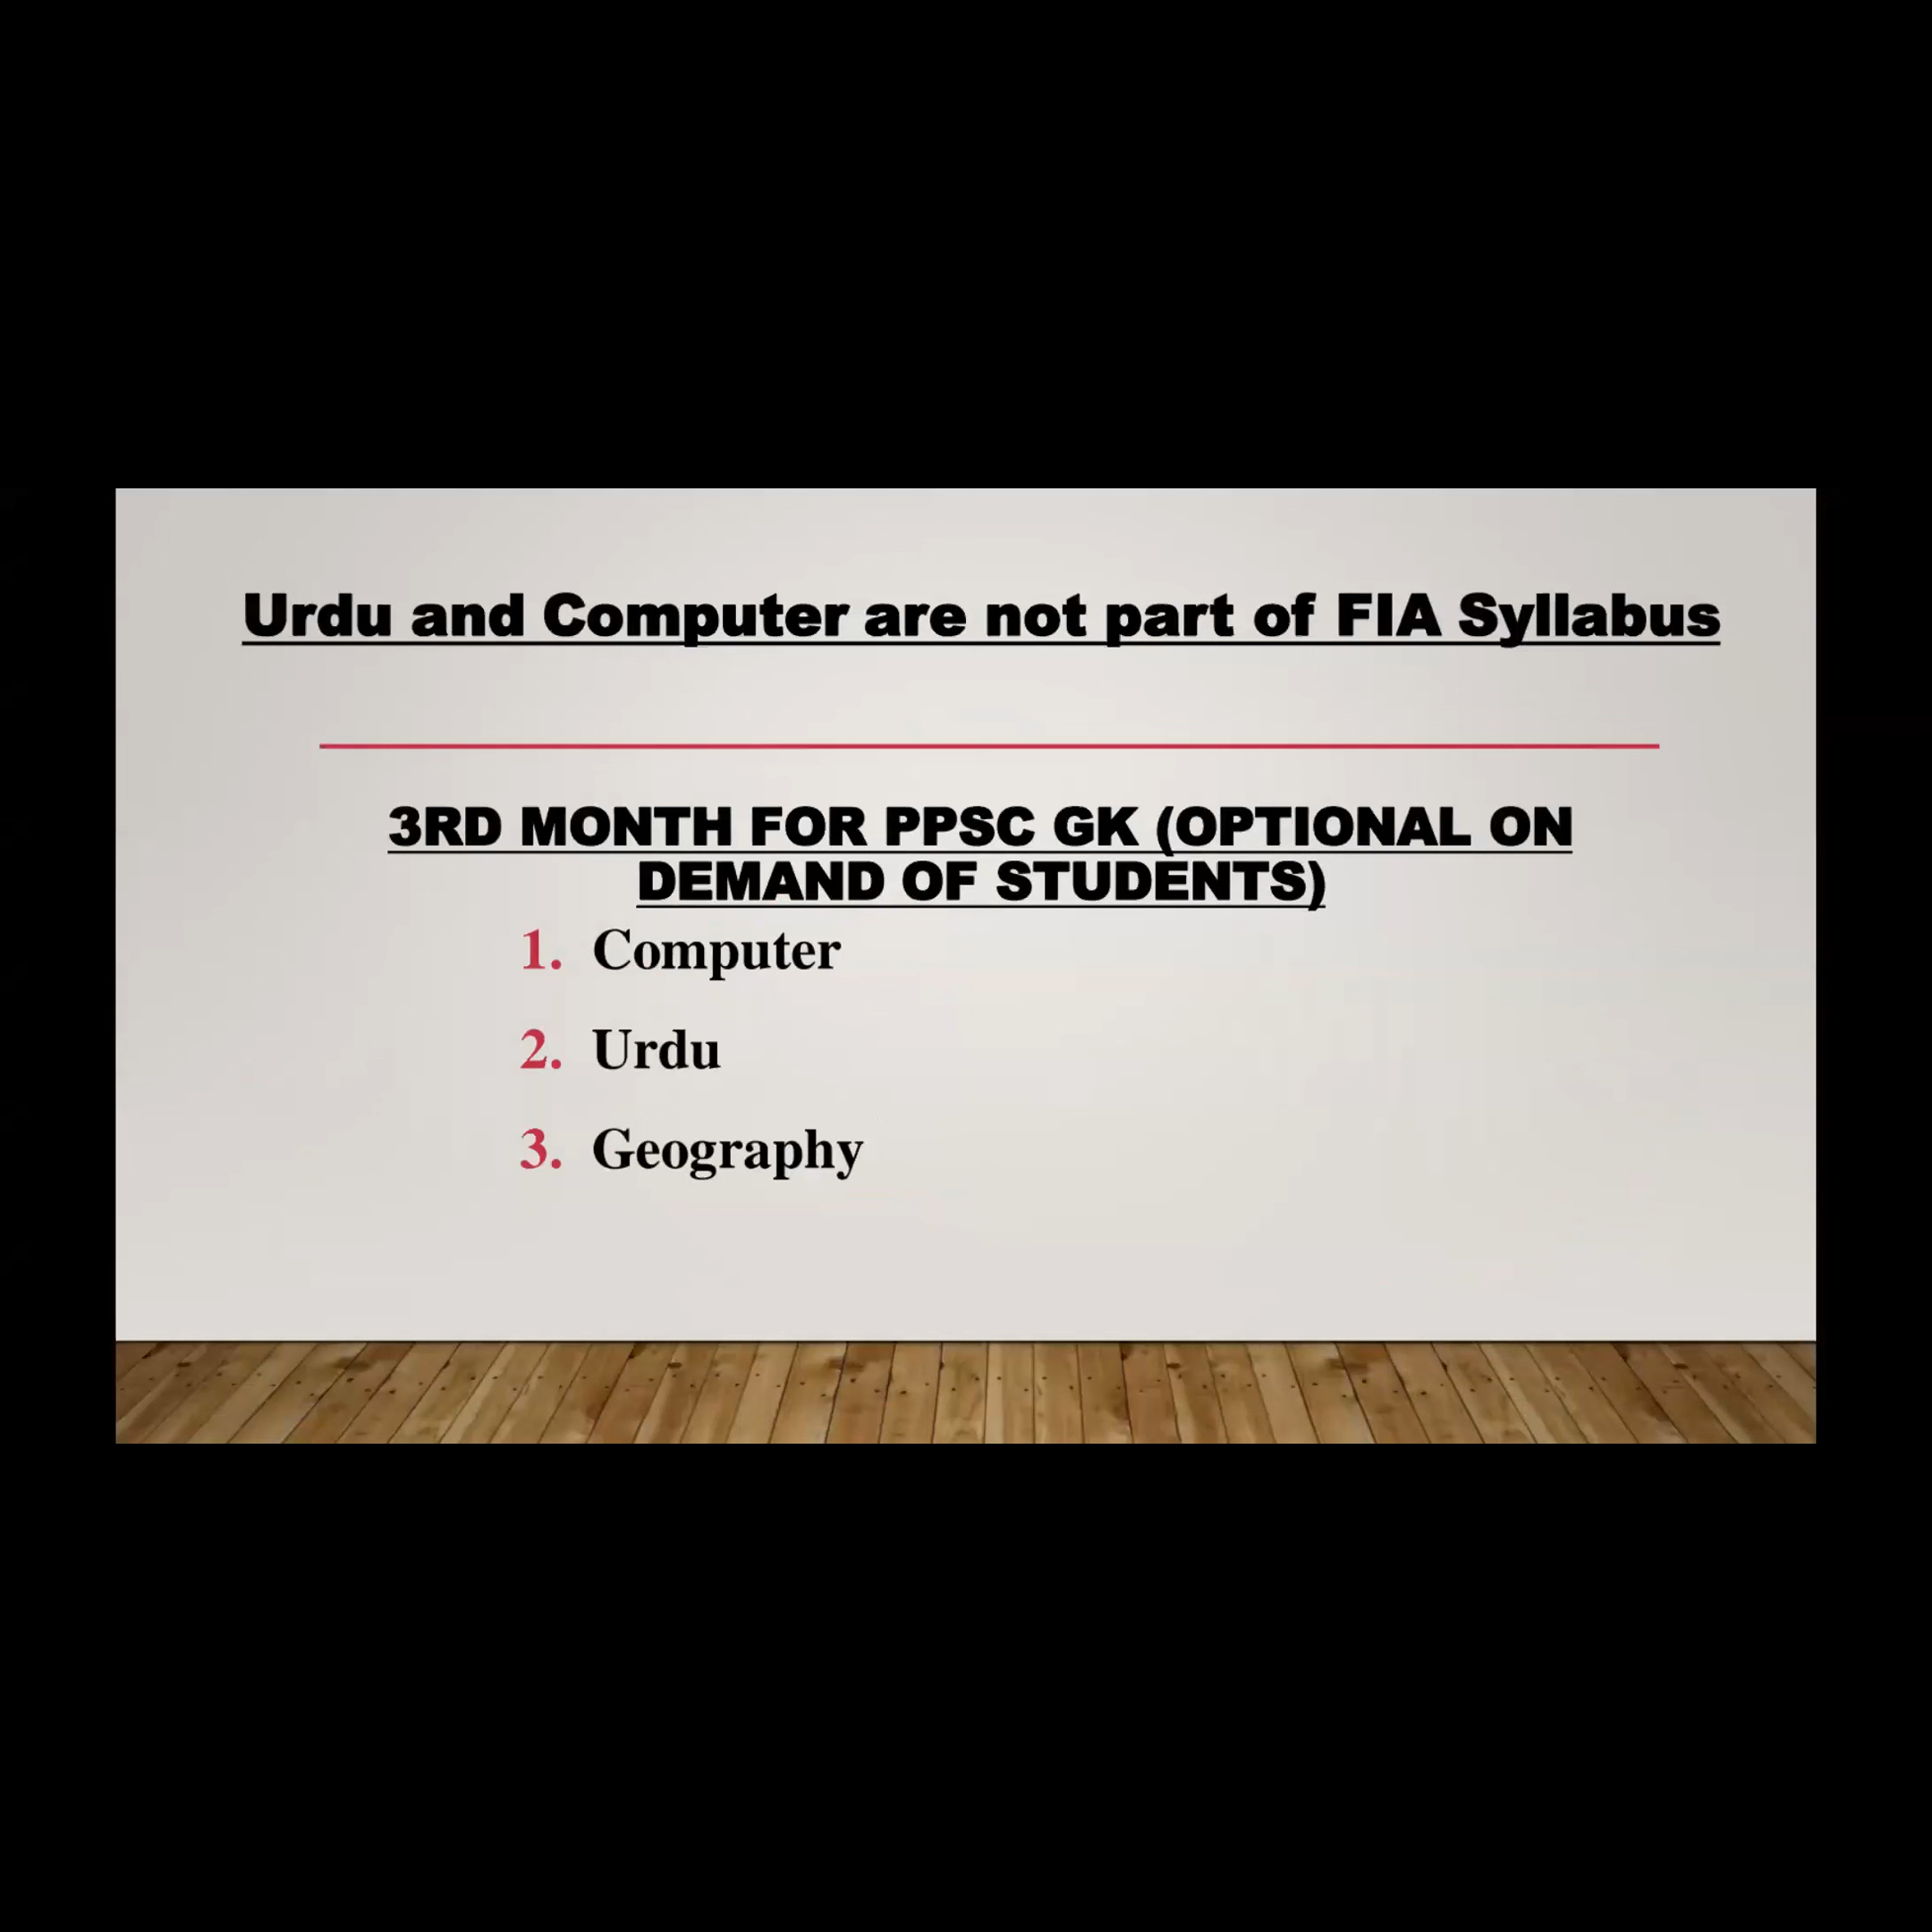 Urdu and Computer are not part of FIA Syllabus
3RD MONTH FOR PPSC GK (OPTIONAL ON
DEMAND OF STUDENTS)
1. Computer
2. Urdu
3. Geography